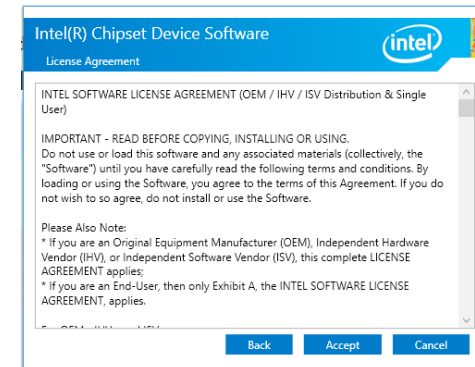 Intel(R) Chipset Device Software
License Agreement
intel
INTEL SOFTWARE LICENSE AGREEMENT (OEM / IHV / ISV Distribution & Single
User)
IMPORTANT - READ BEFORE COPYING, INSTALLING OR USING.
Do not use or load this software and any associated materials (collectively, the
"Software") until you have carefully read the following terms and conditions. By
loading or using the Software, you agree to the terms of this Agreement. If you do
not wish to so agree, do not install or use the Software.
Please Also Note:
* If you are an Original Equipment Manufacturer (OEM), Independent Hardware
Vendor (IHV), or Independent Software Vendor (ISV), this complete LICENSE
AGREEMENT applies;
* If you are an End-User, then only Exhibit A, the INTEL SOFTWARE LICENSE
AGREEMENT, applies.
Back Accept Cancel